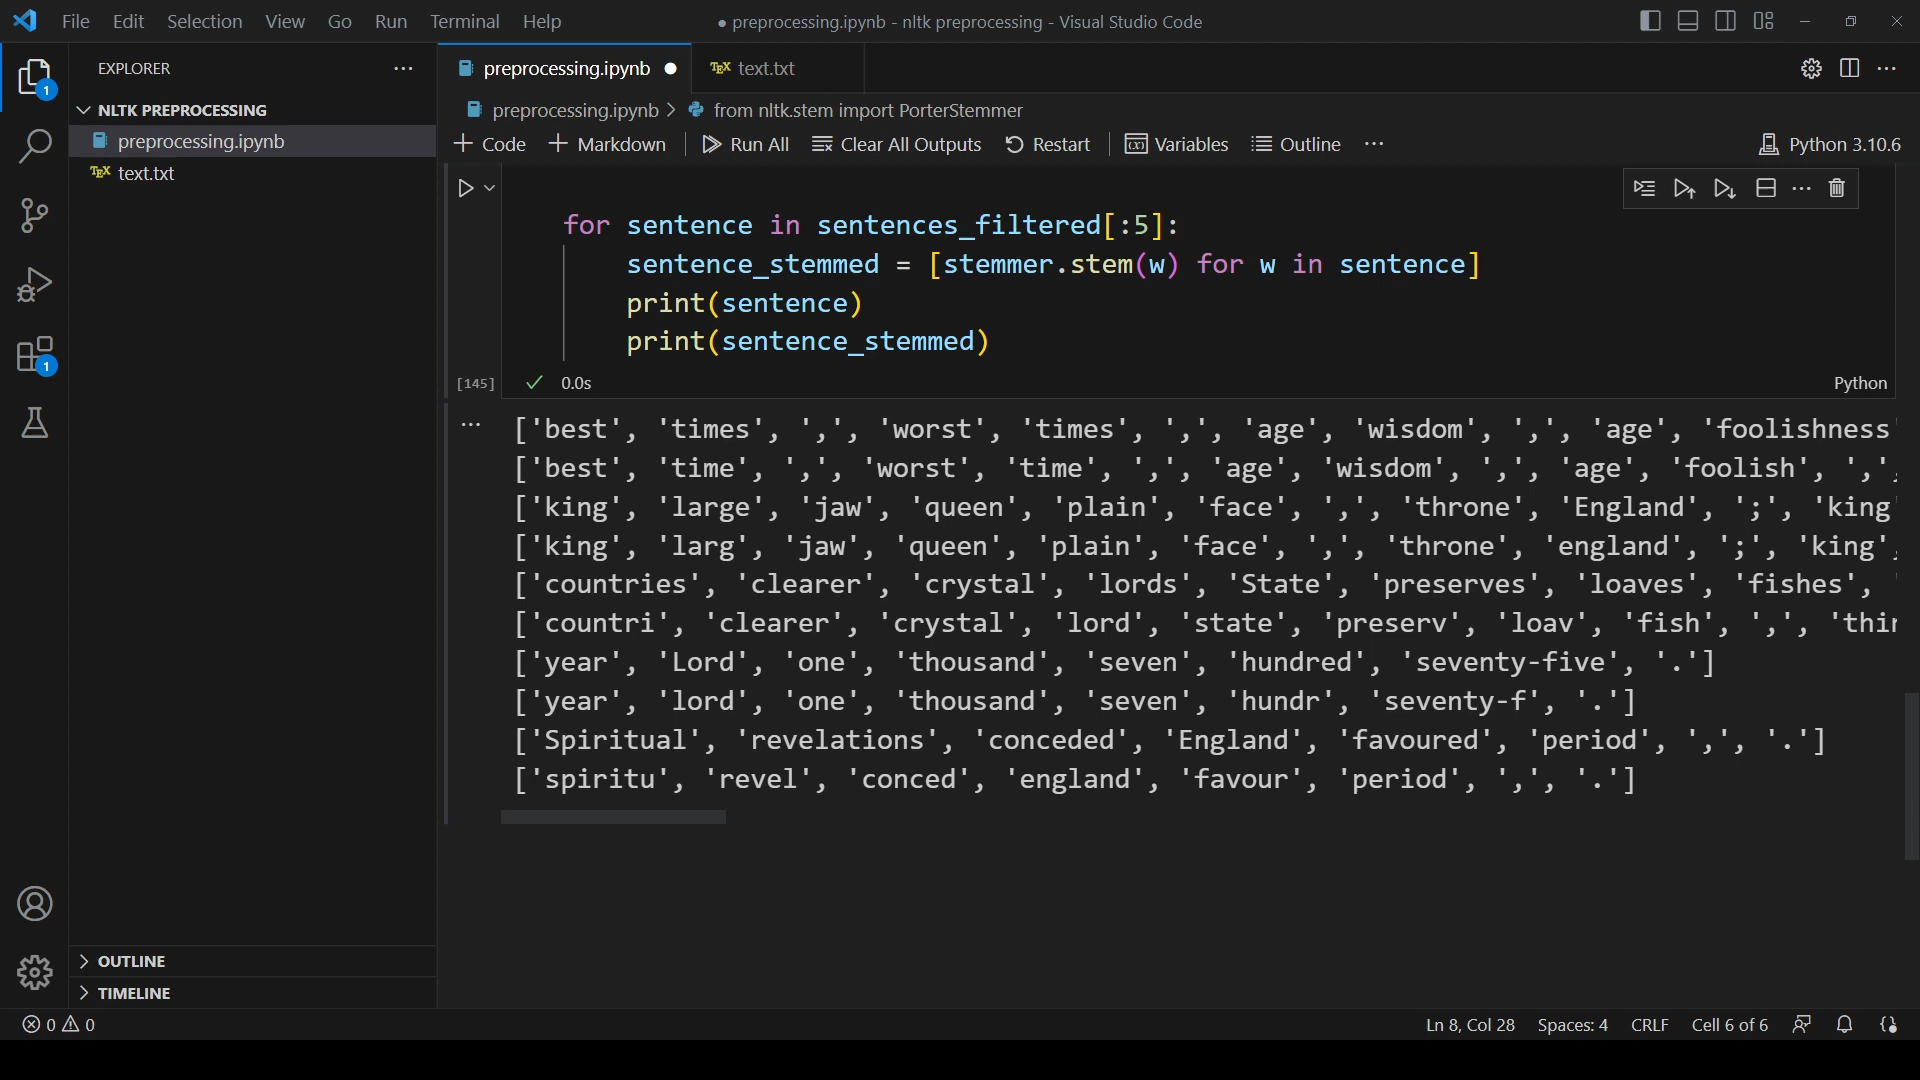 File Edit Selection View Go Run Terminal Help
● preprocessing.ipynb - nltk preprocessing - Visual Studio Code
EXPLORER
NLTK PREPROCESSING
preprocessing.ipynb
TEX text.txt
1
1
OUTLINE
TIMELINE
preprocessing.ipynb
TEX text.txt
preprocessing.ipynb > from nltk.stem import PorterStemmer
+ Code + Markdown Run All Clear All Outputs Restart Variables Outline ... Python 3.10.6
for sentence in sentences_filtered[:5]:
sentence_stemmed = [stemmer.stem(w) for w in sentence]
print(sentence)
print(sentence_stemmed)
[145] 0.0s Python
['best', 'times', ',', 'worst', 'times', ',', 'age', 'wisdom', ',', 'age', 'foolishness'
['best', 'time', ',', 'worst', 'time', ',', 'age', 'wisdom', ',', 'age', 'foolish', ',',
['king', 'large', 'jaw', 'queen', 'plain', 'face', ',', 'throne', 'England', ';', 'king'
['king', 'larg', 'jaw', 'queen', 'plain', 'face', ',', 'throne', 'england', ';', 'king',
['countries', 'clearer', 'crystal', 'lords', 'State', 'preserves', 'loaves', 'fishes', '
['countri', 'clearer', 'crystal', 'lord', 'state', 'preserv', 'loav', 'fish', ',', 'thin
['year', 'Lord', 'one', 'thousand', 'seven', 'hundred', 'seventy-five', '.']
['year', 'lord', 'one', 'thousand', 'seven', 'hundr', 'seventy-f', '.']
['Spiritual', 'revelations', 'conceded', 'England', 'favoured', 'period', ',', '.']
['spiritu', 'revel', 'conced', 'england', 'favour', 'period', ',', '.']
0 0
Ln 8, Col 28 Spaces: 4 CRLF Cell 6 of 6